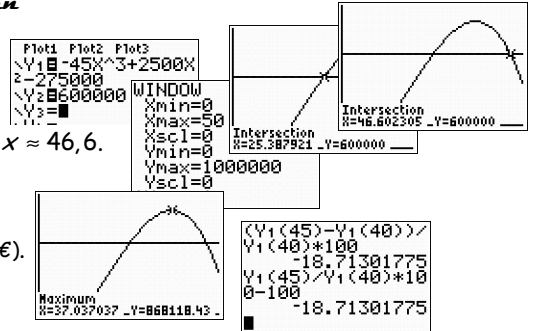 Plot1 Plot2 Plot3
\Y1=-45X^3+2500X
2-275000
\Y2=600000
\Y3=
x ≈ 46,6.
WINDOW
Xmin=0
Xmax=50
Xscl=0
Ymin=0
Ymax=1000000
Yscl=0
Intersection
X=25.387921 Y=600000
Intersection
X=46.602305 Y=600000
€).
Maximum
X=37.037037 Y=868118.43
(Y1(45)-Y1(40))/
Y1(40)*100
-18.71301775
Y1(45)/Y1(40)*10
0-100
-18.71301775